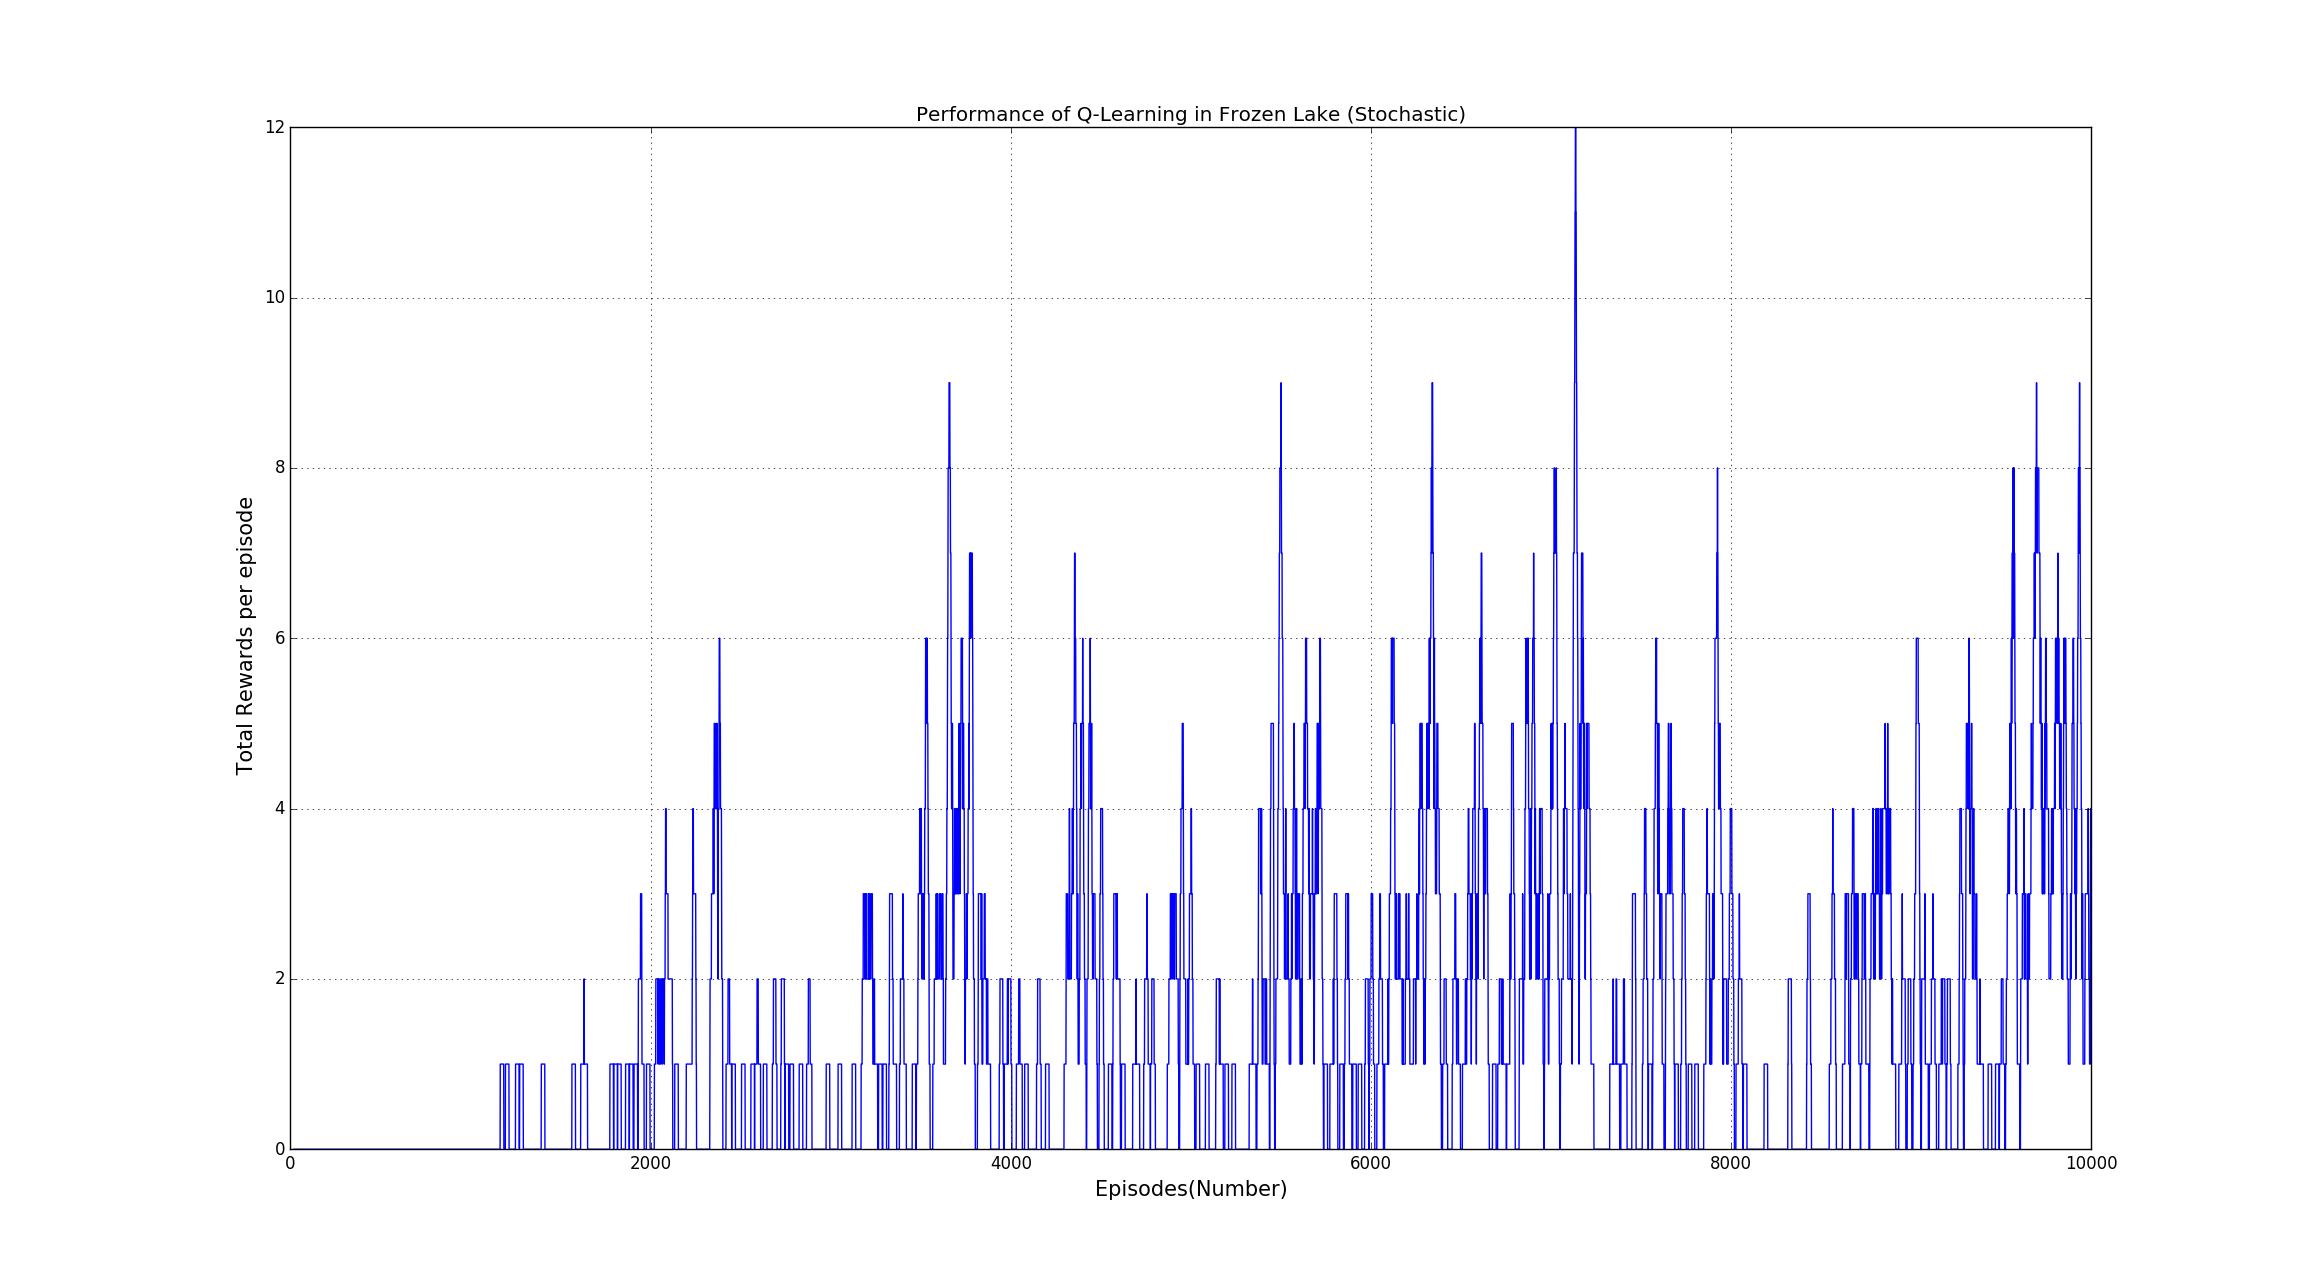 Performance of Q-Learning in Frozen Lake (Stochastic)
12
10
8
6
4
2
0
Total Rewards per episode
0 2000 4000 6000 8000 10000
Episodes(Number)